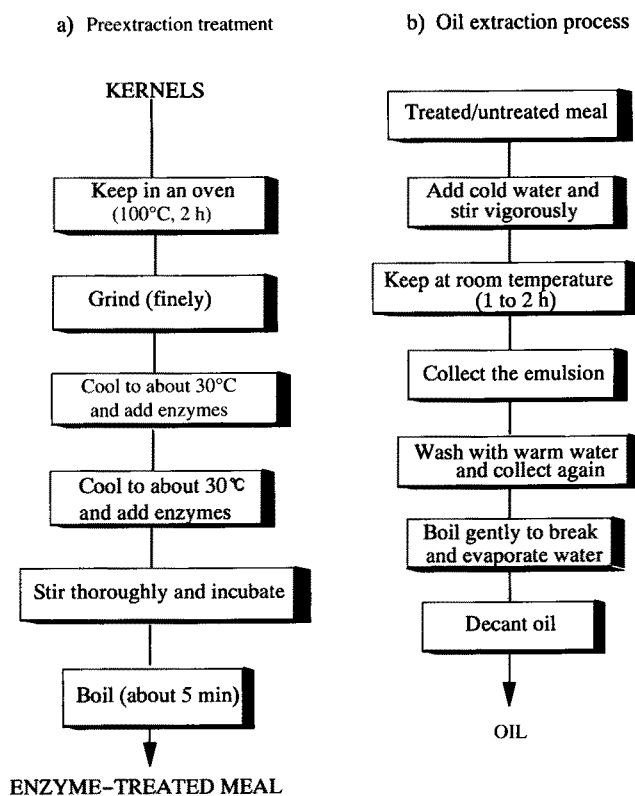 a) Preextraction treatment
KERNELS
Keep in an oven
(100°C, 2 h)
Grind (finely)
Cool to about 30°C
and add enzymes
Cool to about 30℃
and add enzymes
Stir thoroughly and incubate
Boil (about 5 min)
ENZYME-TREATED MEAL
b) Oil extraction process
Treated/untreated meal
Add cold water and
stir vigorously
Keep at room temperature
(1 to 2 h)
Collect the emulsion
Wash with warm water
and collect again
Boil gently to break
and evaporate water
Decant oil
OIL